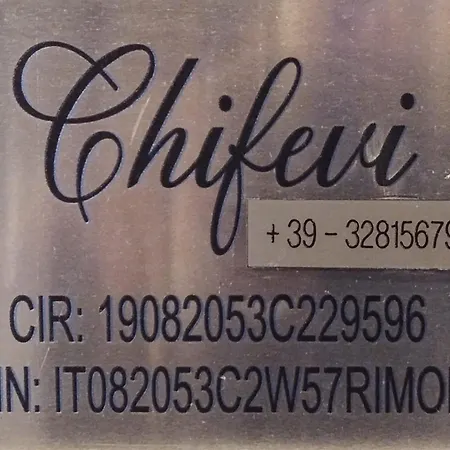 Chifevi
+ 39 - 32815679
CIR: 19082053C229596
IN: IT082053C2W57RIMO